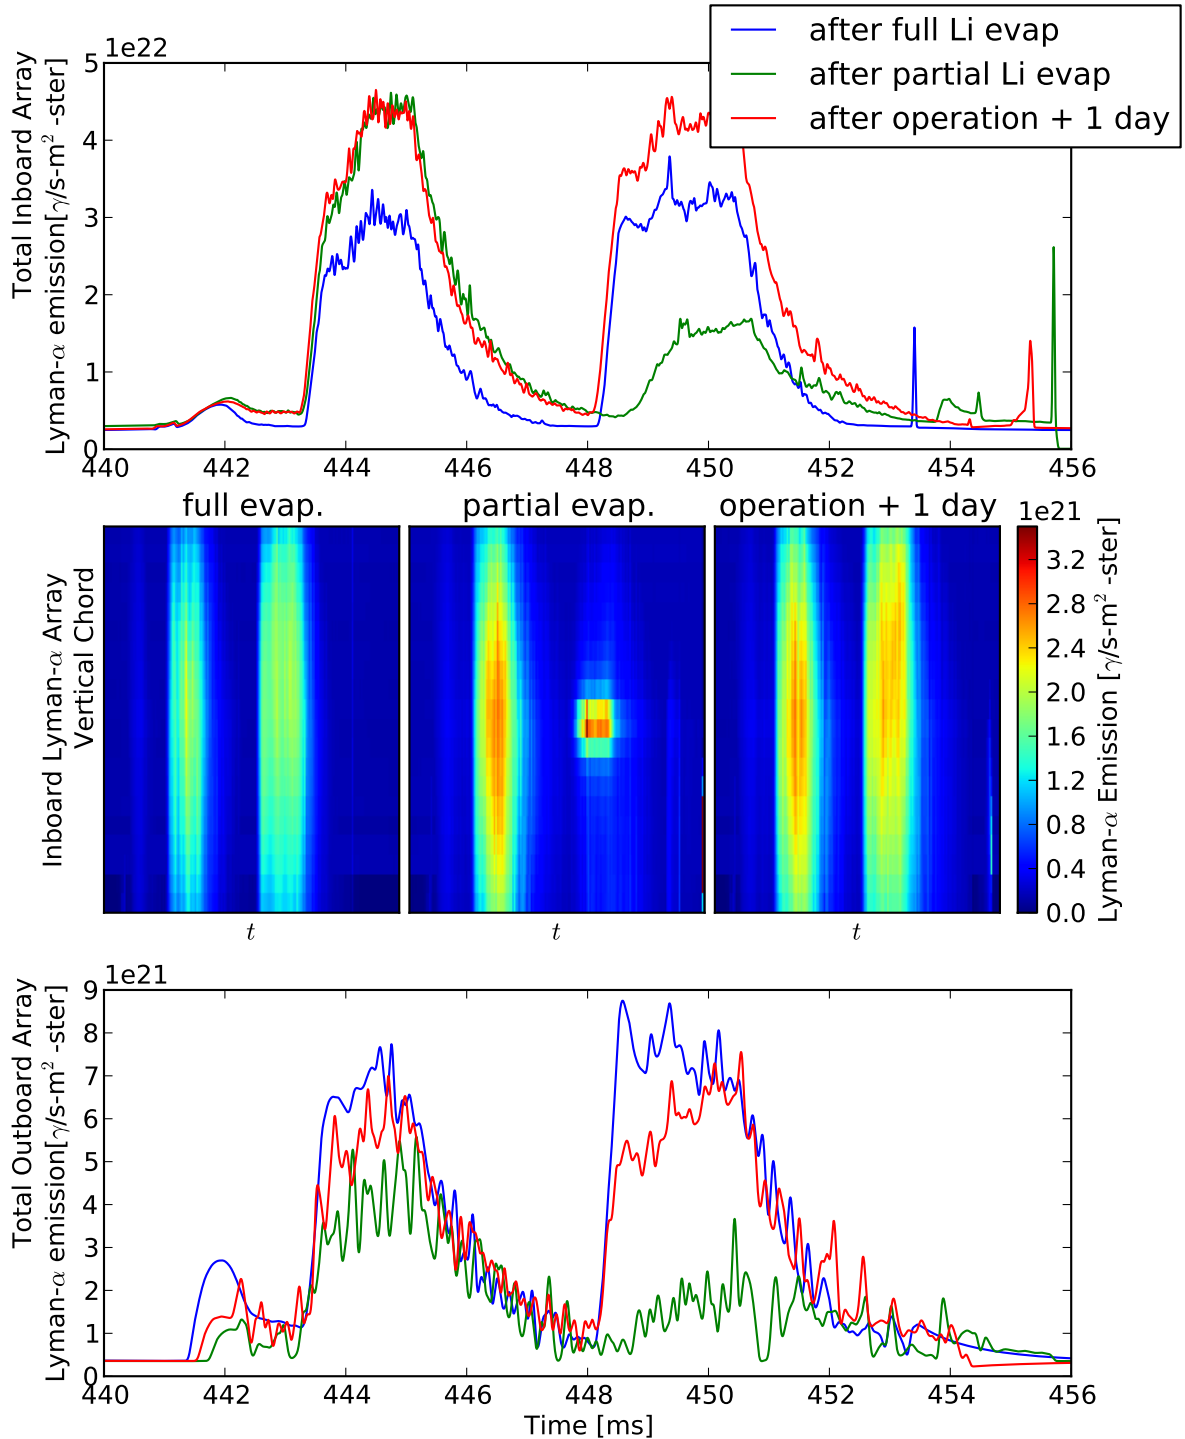 1e22
after full Li evap
after partial Li evap
after operation + 1 day
Total Inboard Array
Lyman-α emission[γ/s-m² -ster]
5
4
3
2
1
0
440
442
444
446
448
450
452
454
456
full evap.
partial evap.
operation + 1 day
1e21
Inboard Lyman-α Array
Vertical Chord
t
t
t
3.2
2.8
2.4
2.0
1.6
1.2
0.8
0.4
0.0
Lyman-α Emission [γ/s-m² -ster]
1e21
Total Outboard Array
Lyman-α emission[γ/s-m² -ster]
9
8
7
6
5
4
3
2
1
0
440
442
444
446
448
450
452
454
456
Time [ms]